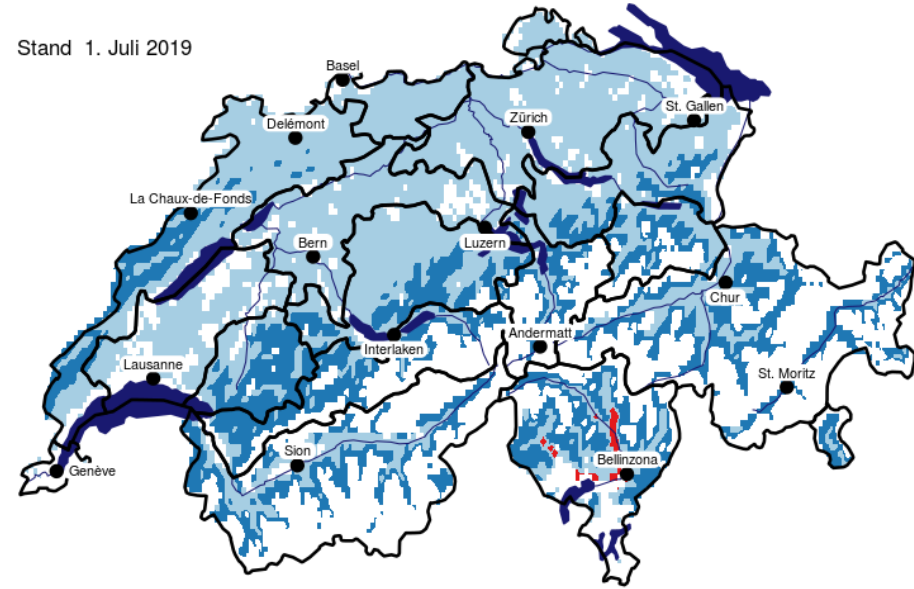 Stand 1. Juli 2019
Basel
St. Gallen
Delémont
Zürich
La Chaux-de-Fonds
Bern
Luzern
Chur
Andermatt
Interlaken
Lausanne
St. Moritz
Sion
Bellinzona
Genève